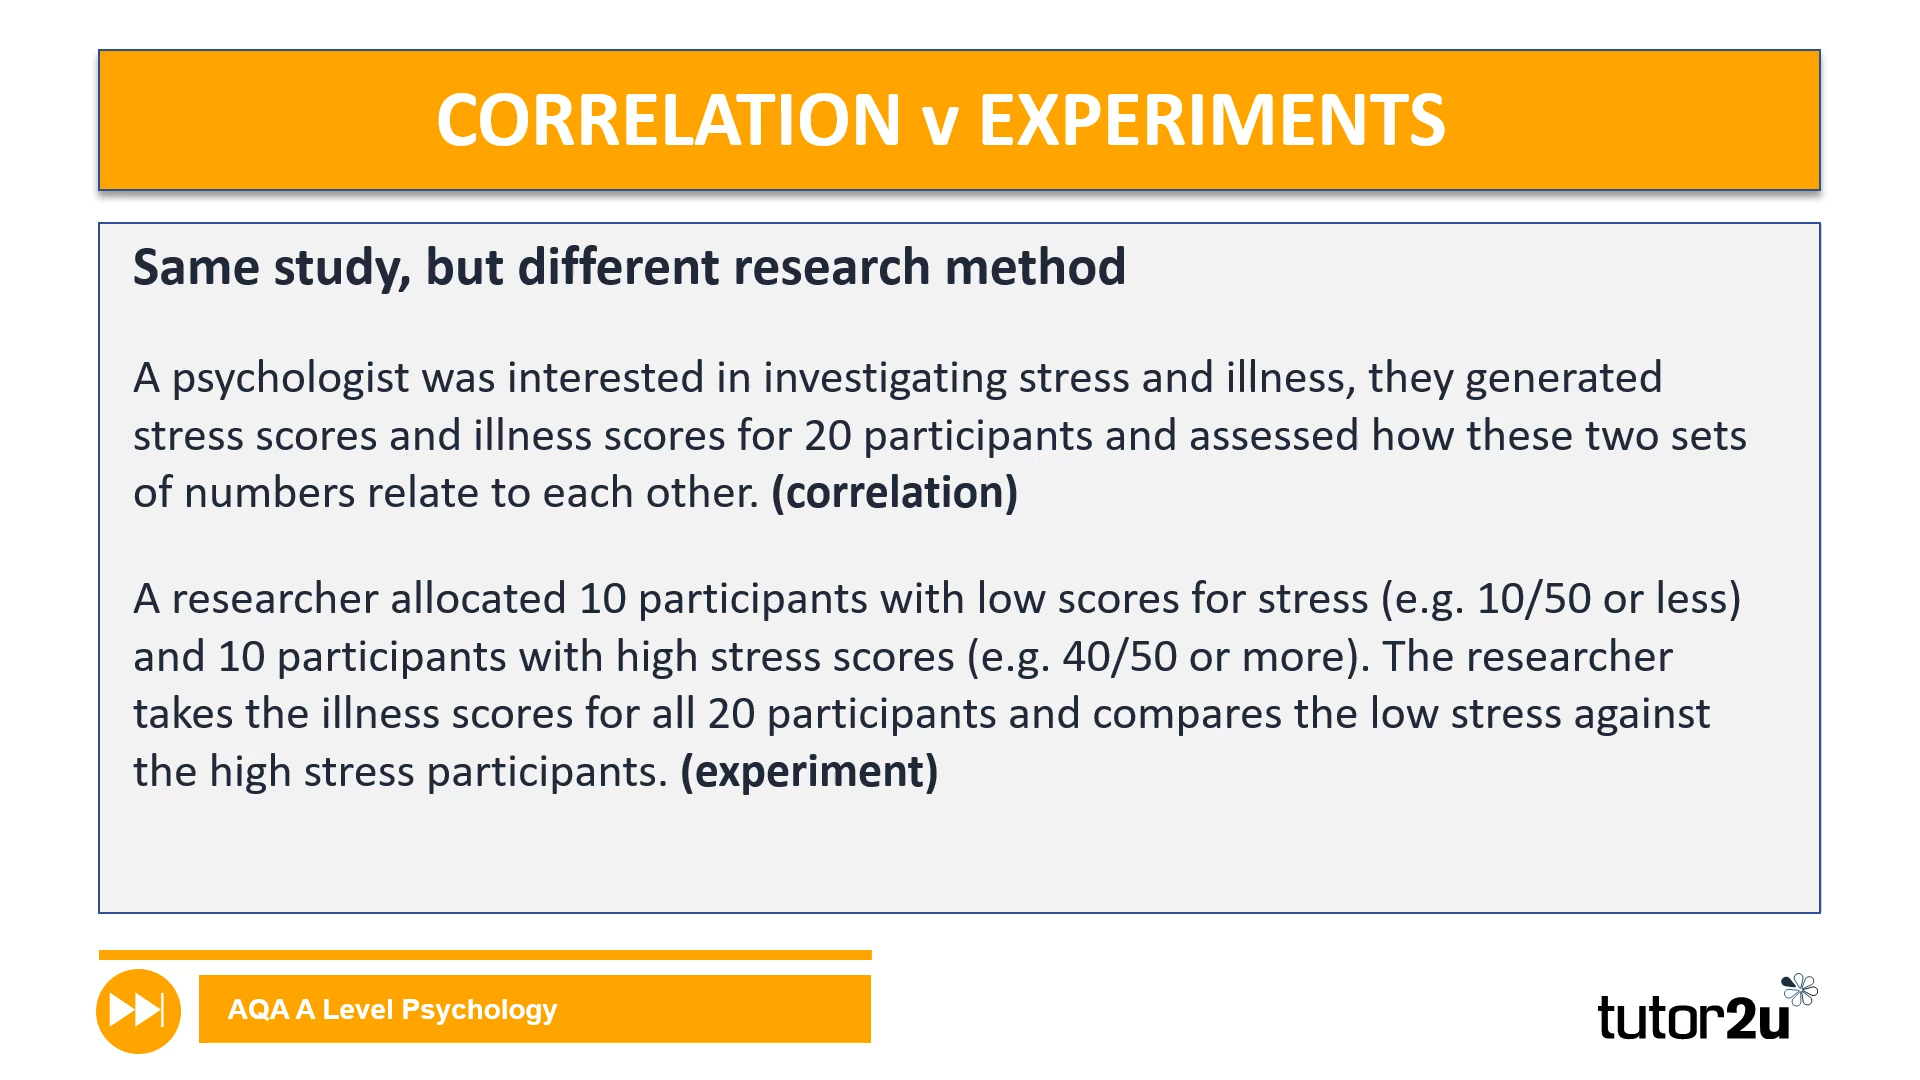 CORRELATION v EXPERIMENTS
Same study, but different research method
A psychologist was interested in investigating stress and illness, they generated
stress scores and illness scores for 20 participants and assessed how these two sets
of numbers relate to each other. (correlation)
A researcher allocated 10 participants with low scores for stress (e.g. 10/50 or less)
and 10 participants with high stress scores (e.g. 40/50 or more). The researcher
takes the illness scores for all 20 participants and compares the low stress against
the high stress participants. (experiment)
AQA A Level Psychology
tutor2u